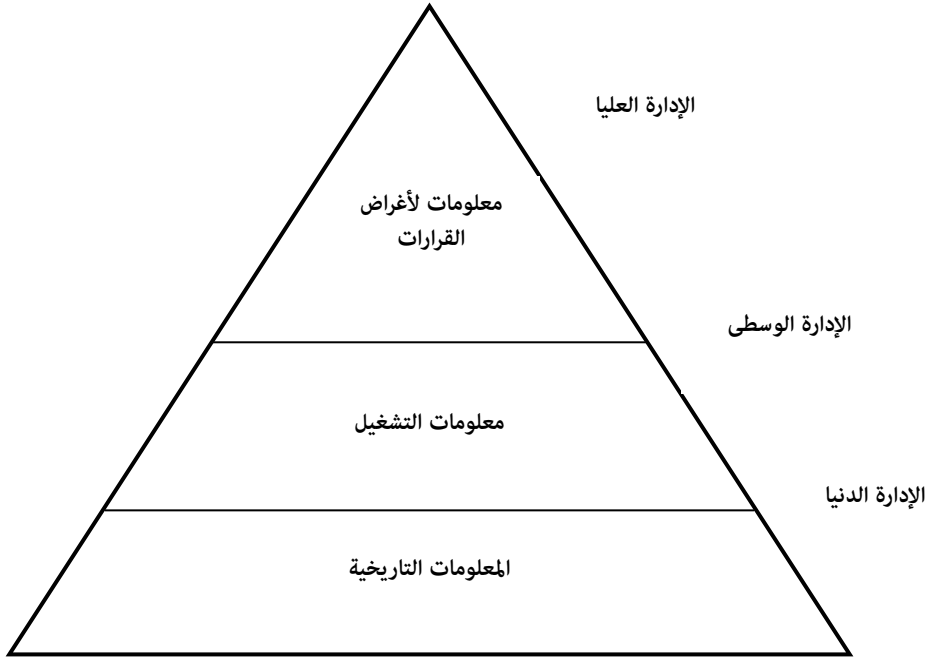 الإدارة العليا
معلومات لأغراض
القرارات
الإدارة الوسطى
معلومات التشغيل
الإدارة الدنيا
المعلومات التاريخية